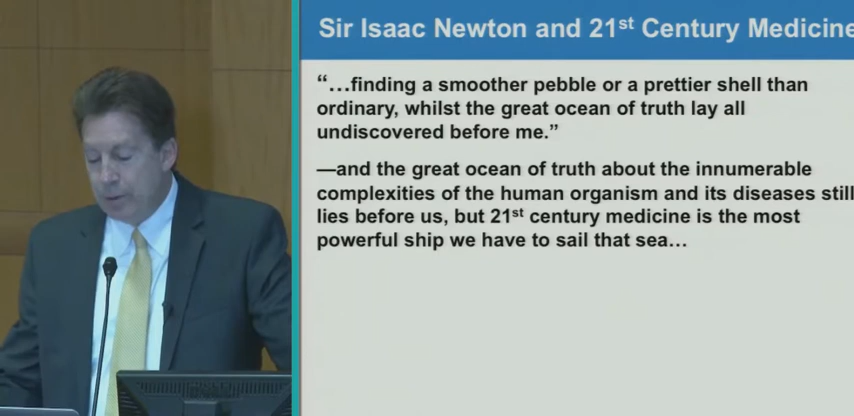 Sir Isaac Newton and 21st Century Medicine
“…finding a smoother pebble or a prettier shell than
ordinary, whilst the great ocean of truth lay all
undiscovered before me.”
—and the great ocean of truth about the innumerable
complexities of the human organism and its diseases still
lies before us, but 21st century medicine is the most
powerful ship we have to sail that sea…